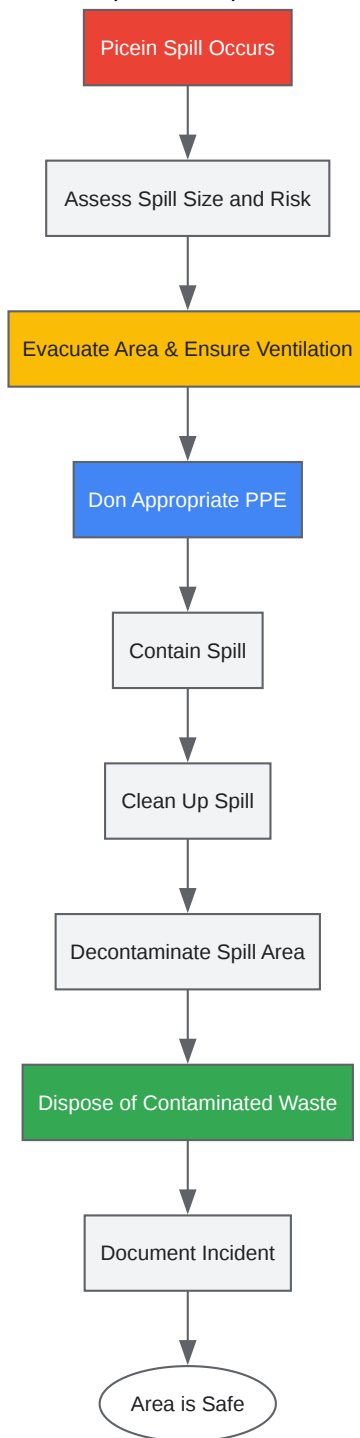 Picein Spill Occurs
Assess Spill Size and Risk
Evacuate Area & Ensure Ventilation
Don Appropriate PPE
Contain Spill
Clean Up Spill
Decontaminate Spill Area
Dispose of Contaminated Waste
Document Incident
Area is Safe